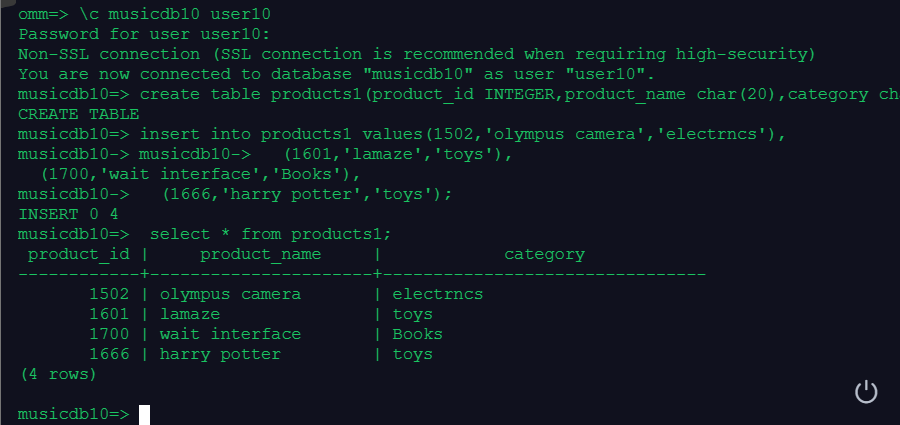 omm=> \c musicdb10 user10
Password for user user10:
Non-SSL connection (SSL connection is recommended when requiring high-security)
You are now connected to database "musicdb10" as user "user10".
musicdb10=> create table products1(product_id INTEGER,product_name char(20),category ch
CREATE TABLE
musicdb10=> insert into products1 values(1502,'olympus camera','electrncs'),
musicdb10-> musicdb10->   (1601,'lamaze','toys'),
  (1700,'wait interface','Books'),
musicdb10->   (1666,'harry potter','toys');
INSERT 0 4
musicdb10=>  select * from products1;
 product_id |     product_name     |            category
------------+----------------------+--------------------------------
       1502 | olympus camera       | electrncs
       1601 | lamaze               | toys
       1700 | wait interface       | Books
       1666 | harry potter         | toys
(4 rows)
musicdb10=>